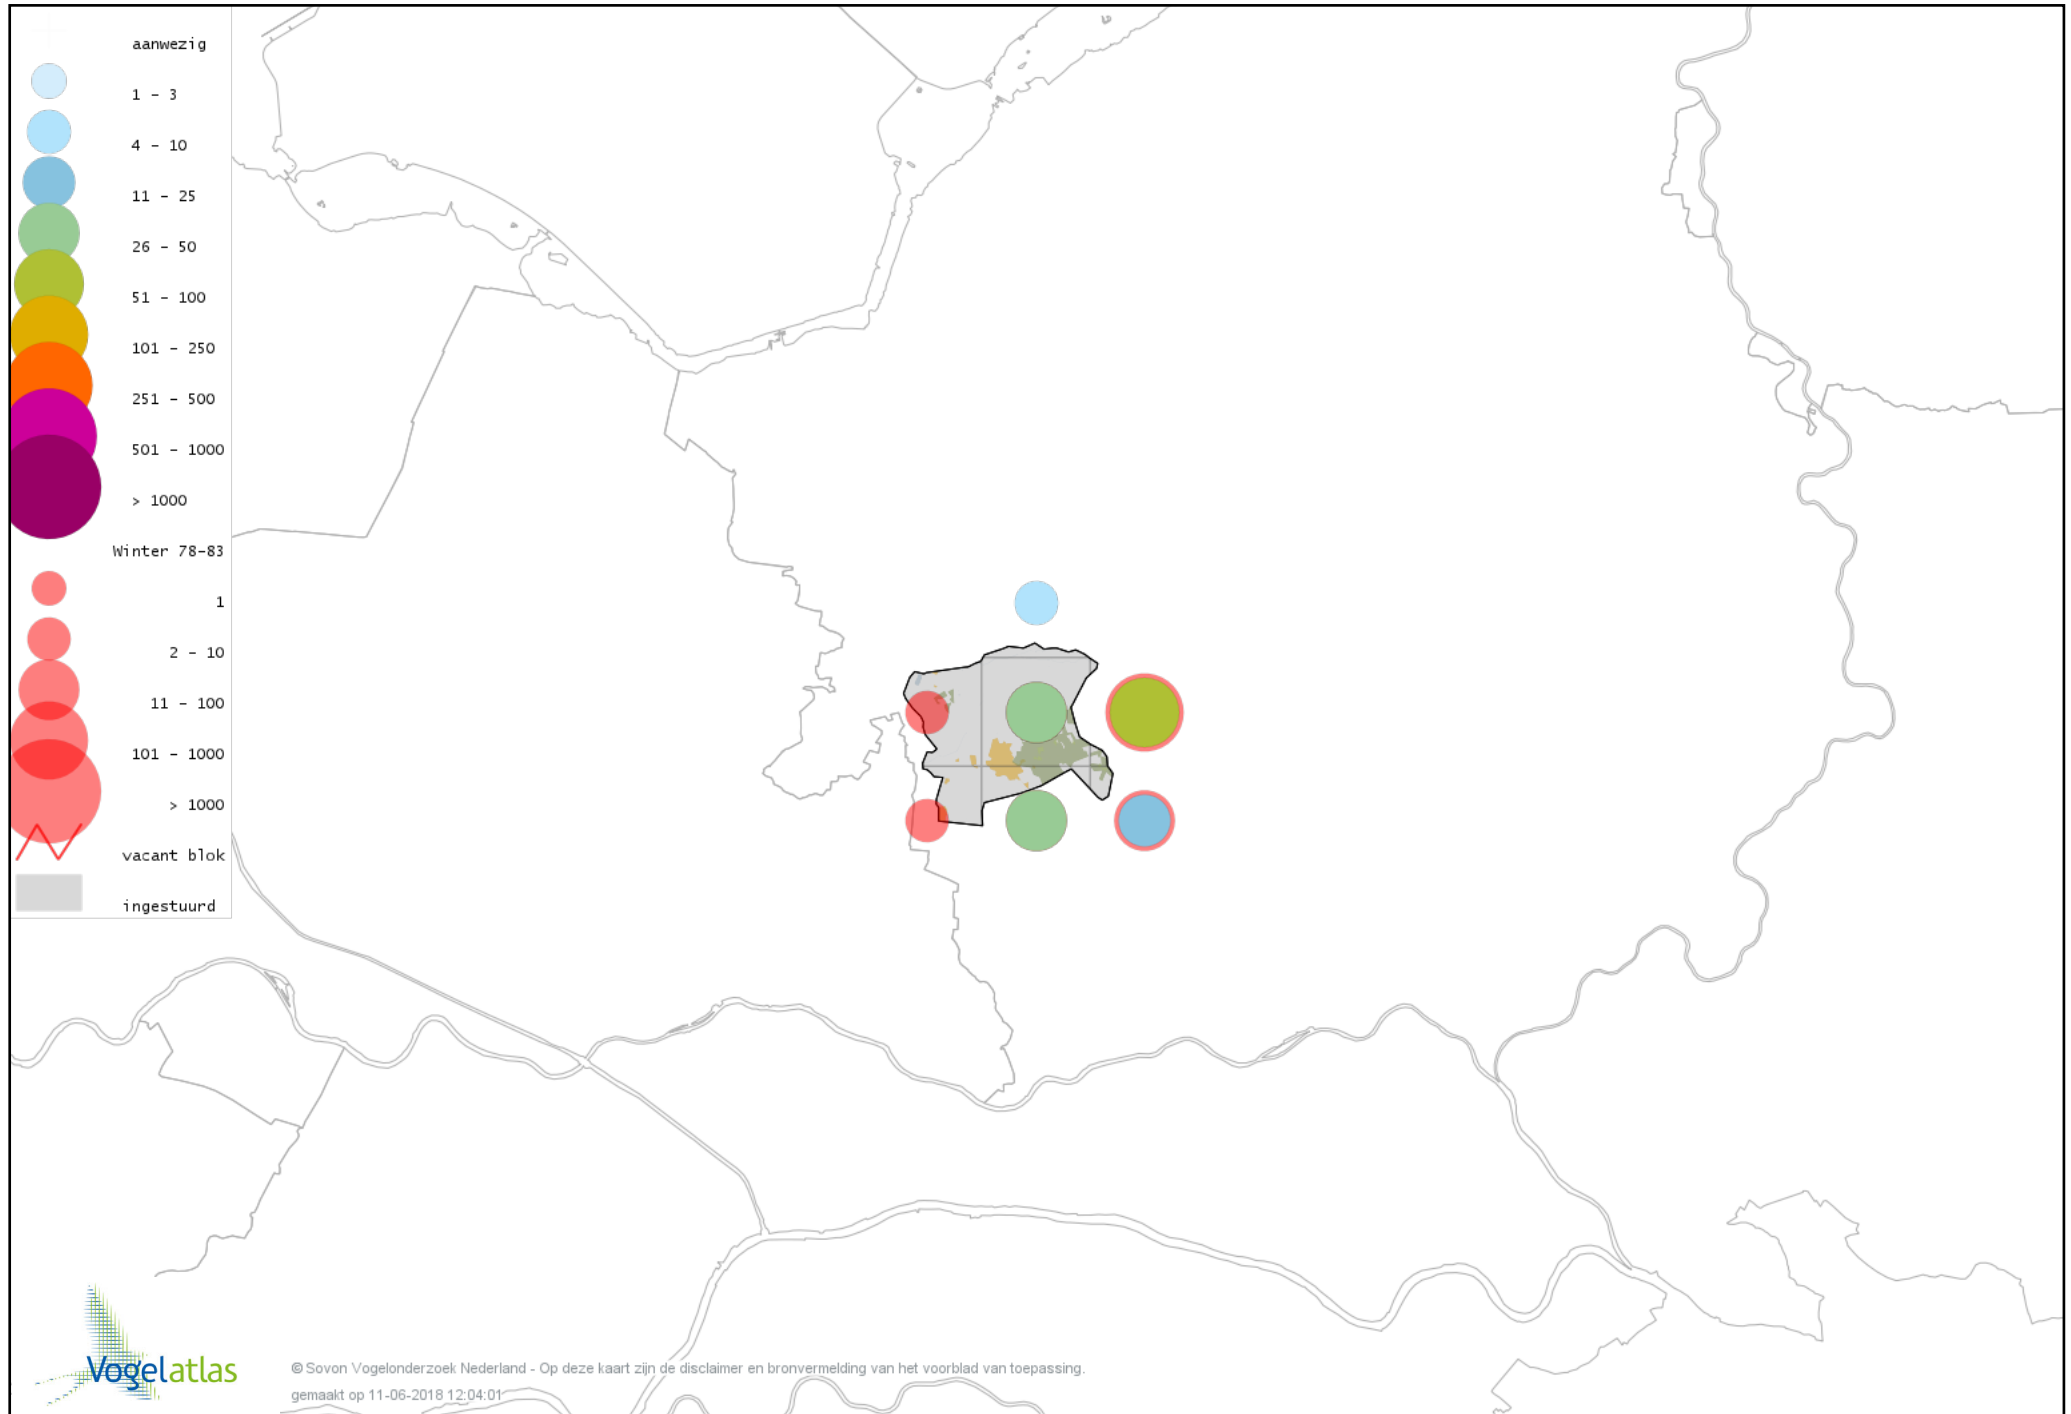 aanwezig
1 - 3
4 - 10
11 - 25
26 - 50
51 - 100
101 - 250
251 - 500
501 - 1000
> 1000
Winter 78-83
1
2 - 10
11 - 100
101 - 1000
> 1000
vacant blok
ingestuurd
Vogelatlas
© Sovon Vogelonderzoek Nederland - Op deze kaart zijn de disclaimer en bronvermelding van het voorblad van toepassing.
gemaakt op 11-06-2018 12:04:01